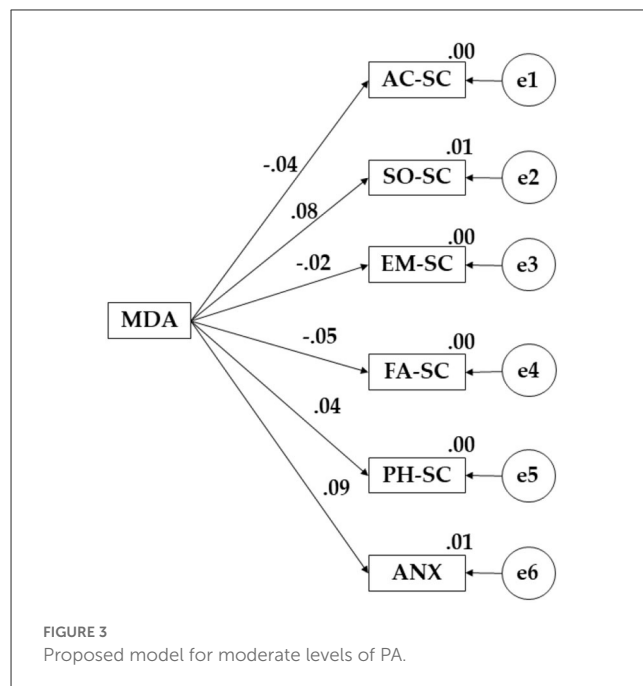 .00
AC-SC
e1
-.04
.01
SO-SC
e2
.08
.00
EM-SC
e3
-.02
MDA
.00
-.05
FA-SC
e4
.04
.00
PH-SC
e5
.09
.01
ANX
e6
FIGURE 3
Proposed model for moderate levels of PA.